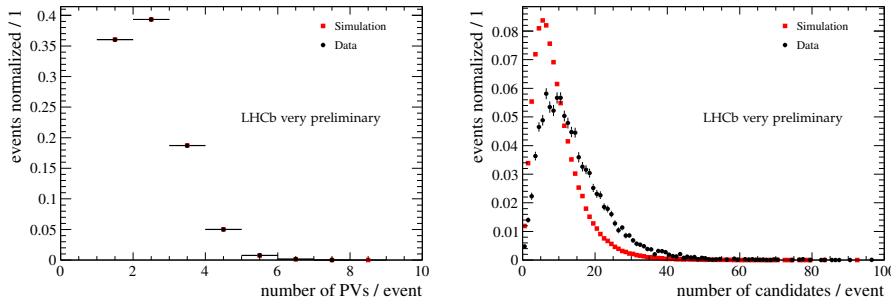 events normalized / 1
0.4
0.35
0.3
0.25
0.2
0.15
0.1
0.05
0
Simulation
Data
LHCb very preliminary
0 2 4 6 8 10
number of PVs / event
events normalized / 1
0.08
0.07
0.06
0.05
0.04
0.03
0.02
0.01
0
Simulation
Data
LHCb very preliminary
0 20 40 60 80 100
number of candidates / event